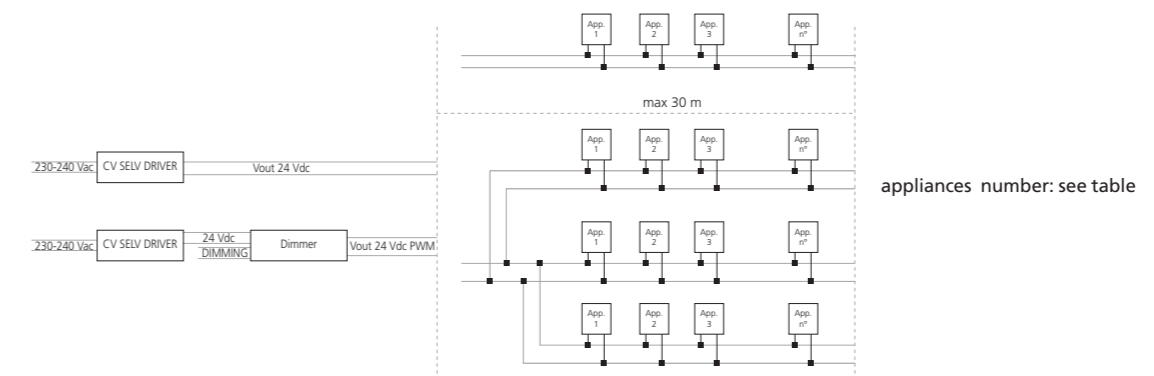 App. 1
App. 2
App. 3
App. n°
max 30 m
App. 1
App. 2
App. 3
App. n°
230-240 Vac
CV SELV DRIVER
Vout 24 Vdc
appliances number: see table
App. 1
App. 2
App. 3
App. n°
230-240 Vac
CV SELV DRIVER
24 Vdc
DIMMING
Dimmer
Vout 24 Vdc PWM
App. 1
App. 2
App. 3
App. n°